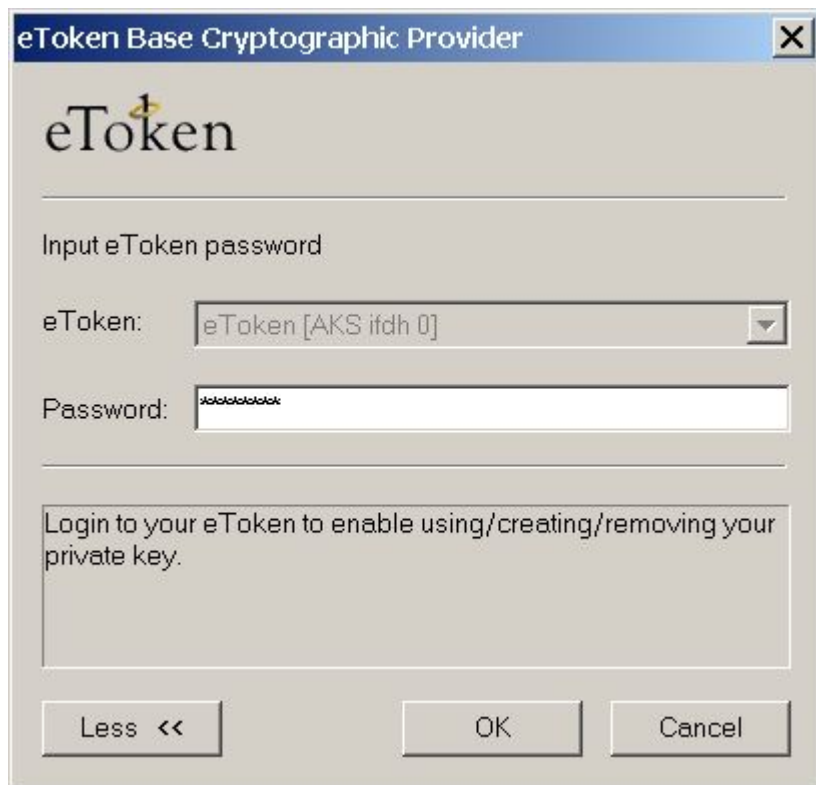 eToken Base Cryptographic Provider
eToken
Input eToken password
eToken: eToken [AKS ifdh 0]
Password: **********
Login to your eToken to enable using/creating/removing your
private key.
Less <<
OK
Cancel